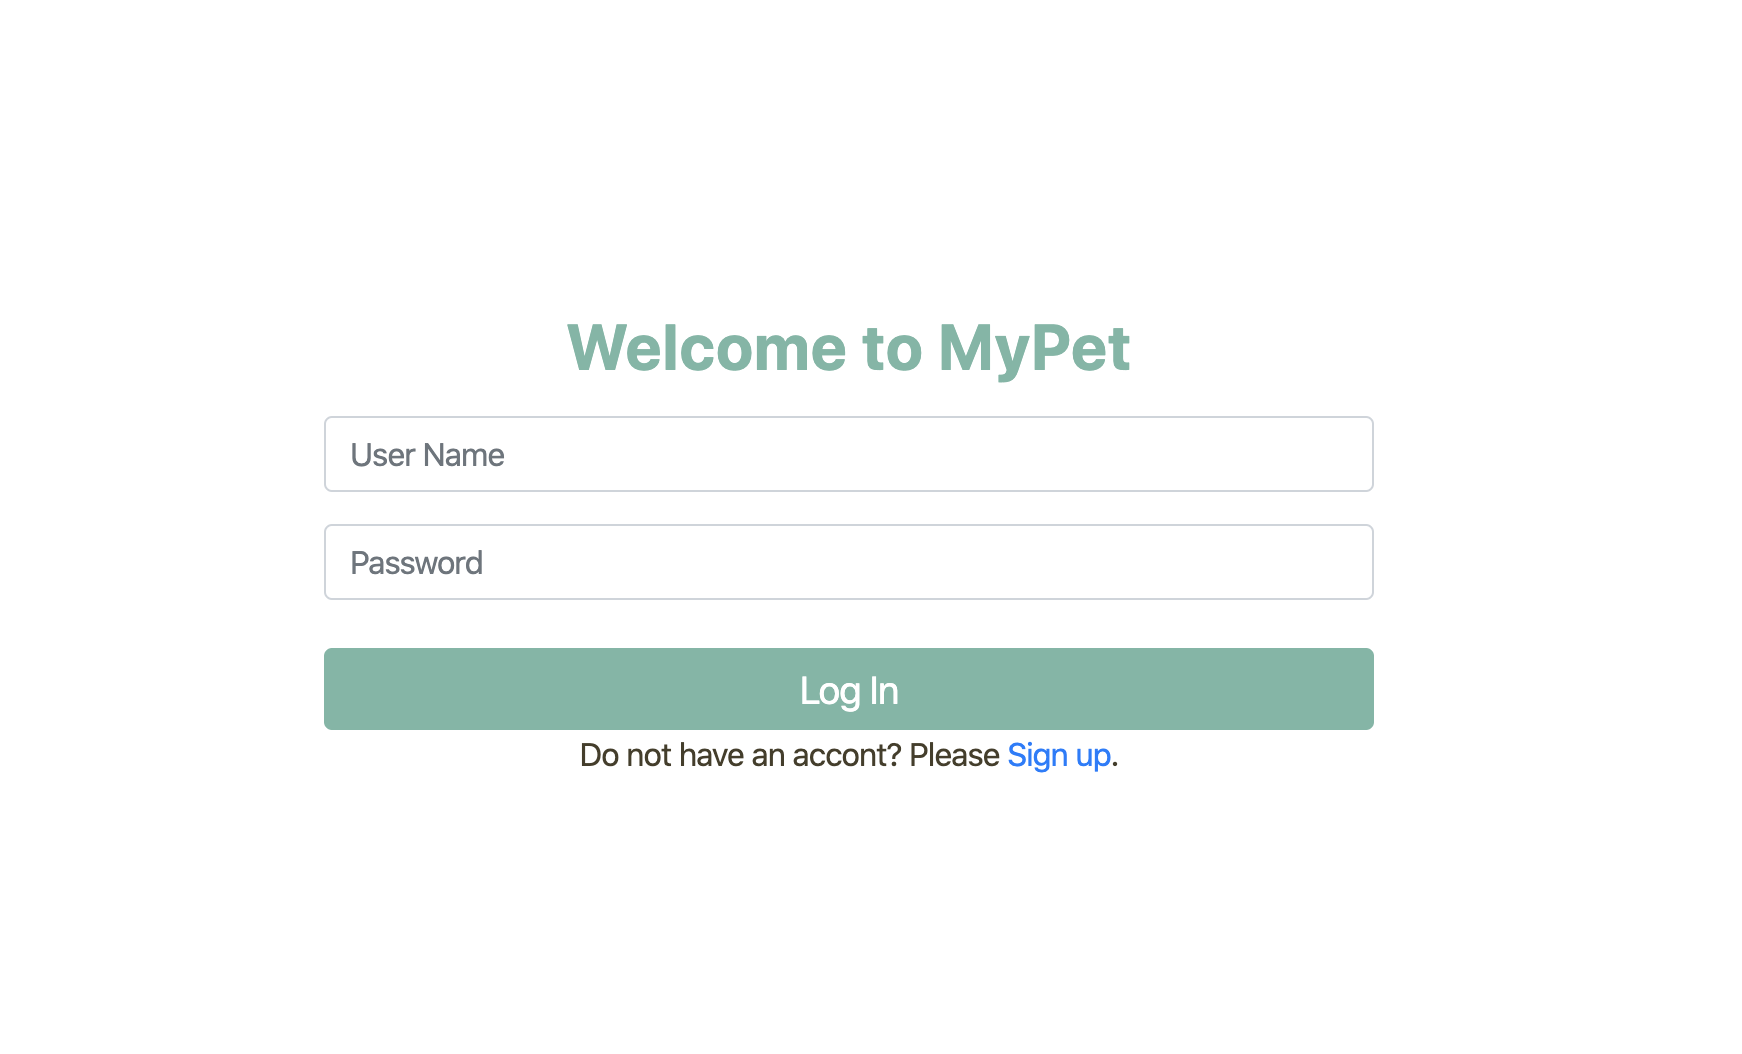 Welcome to MyPet
User Name
Password
Log In
Do not have an accont? Please Sign up.